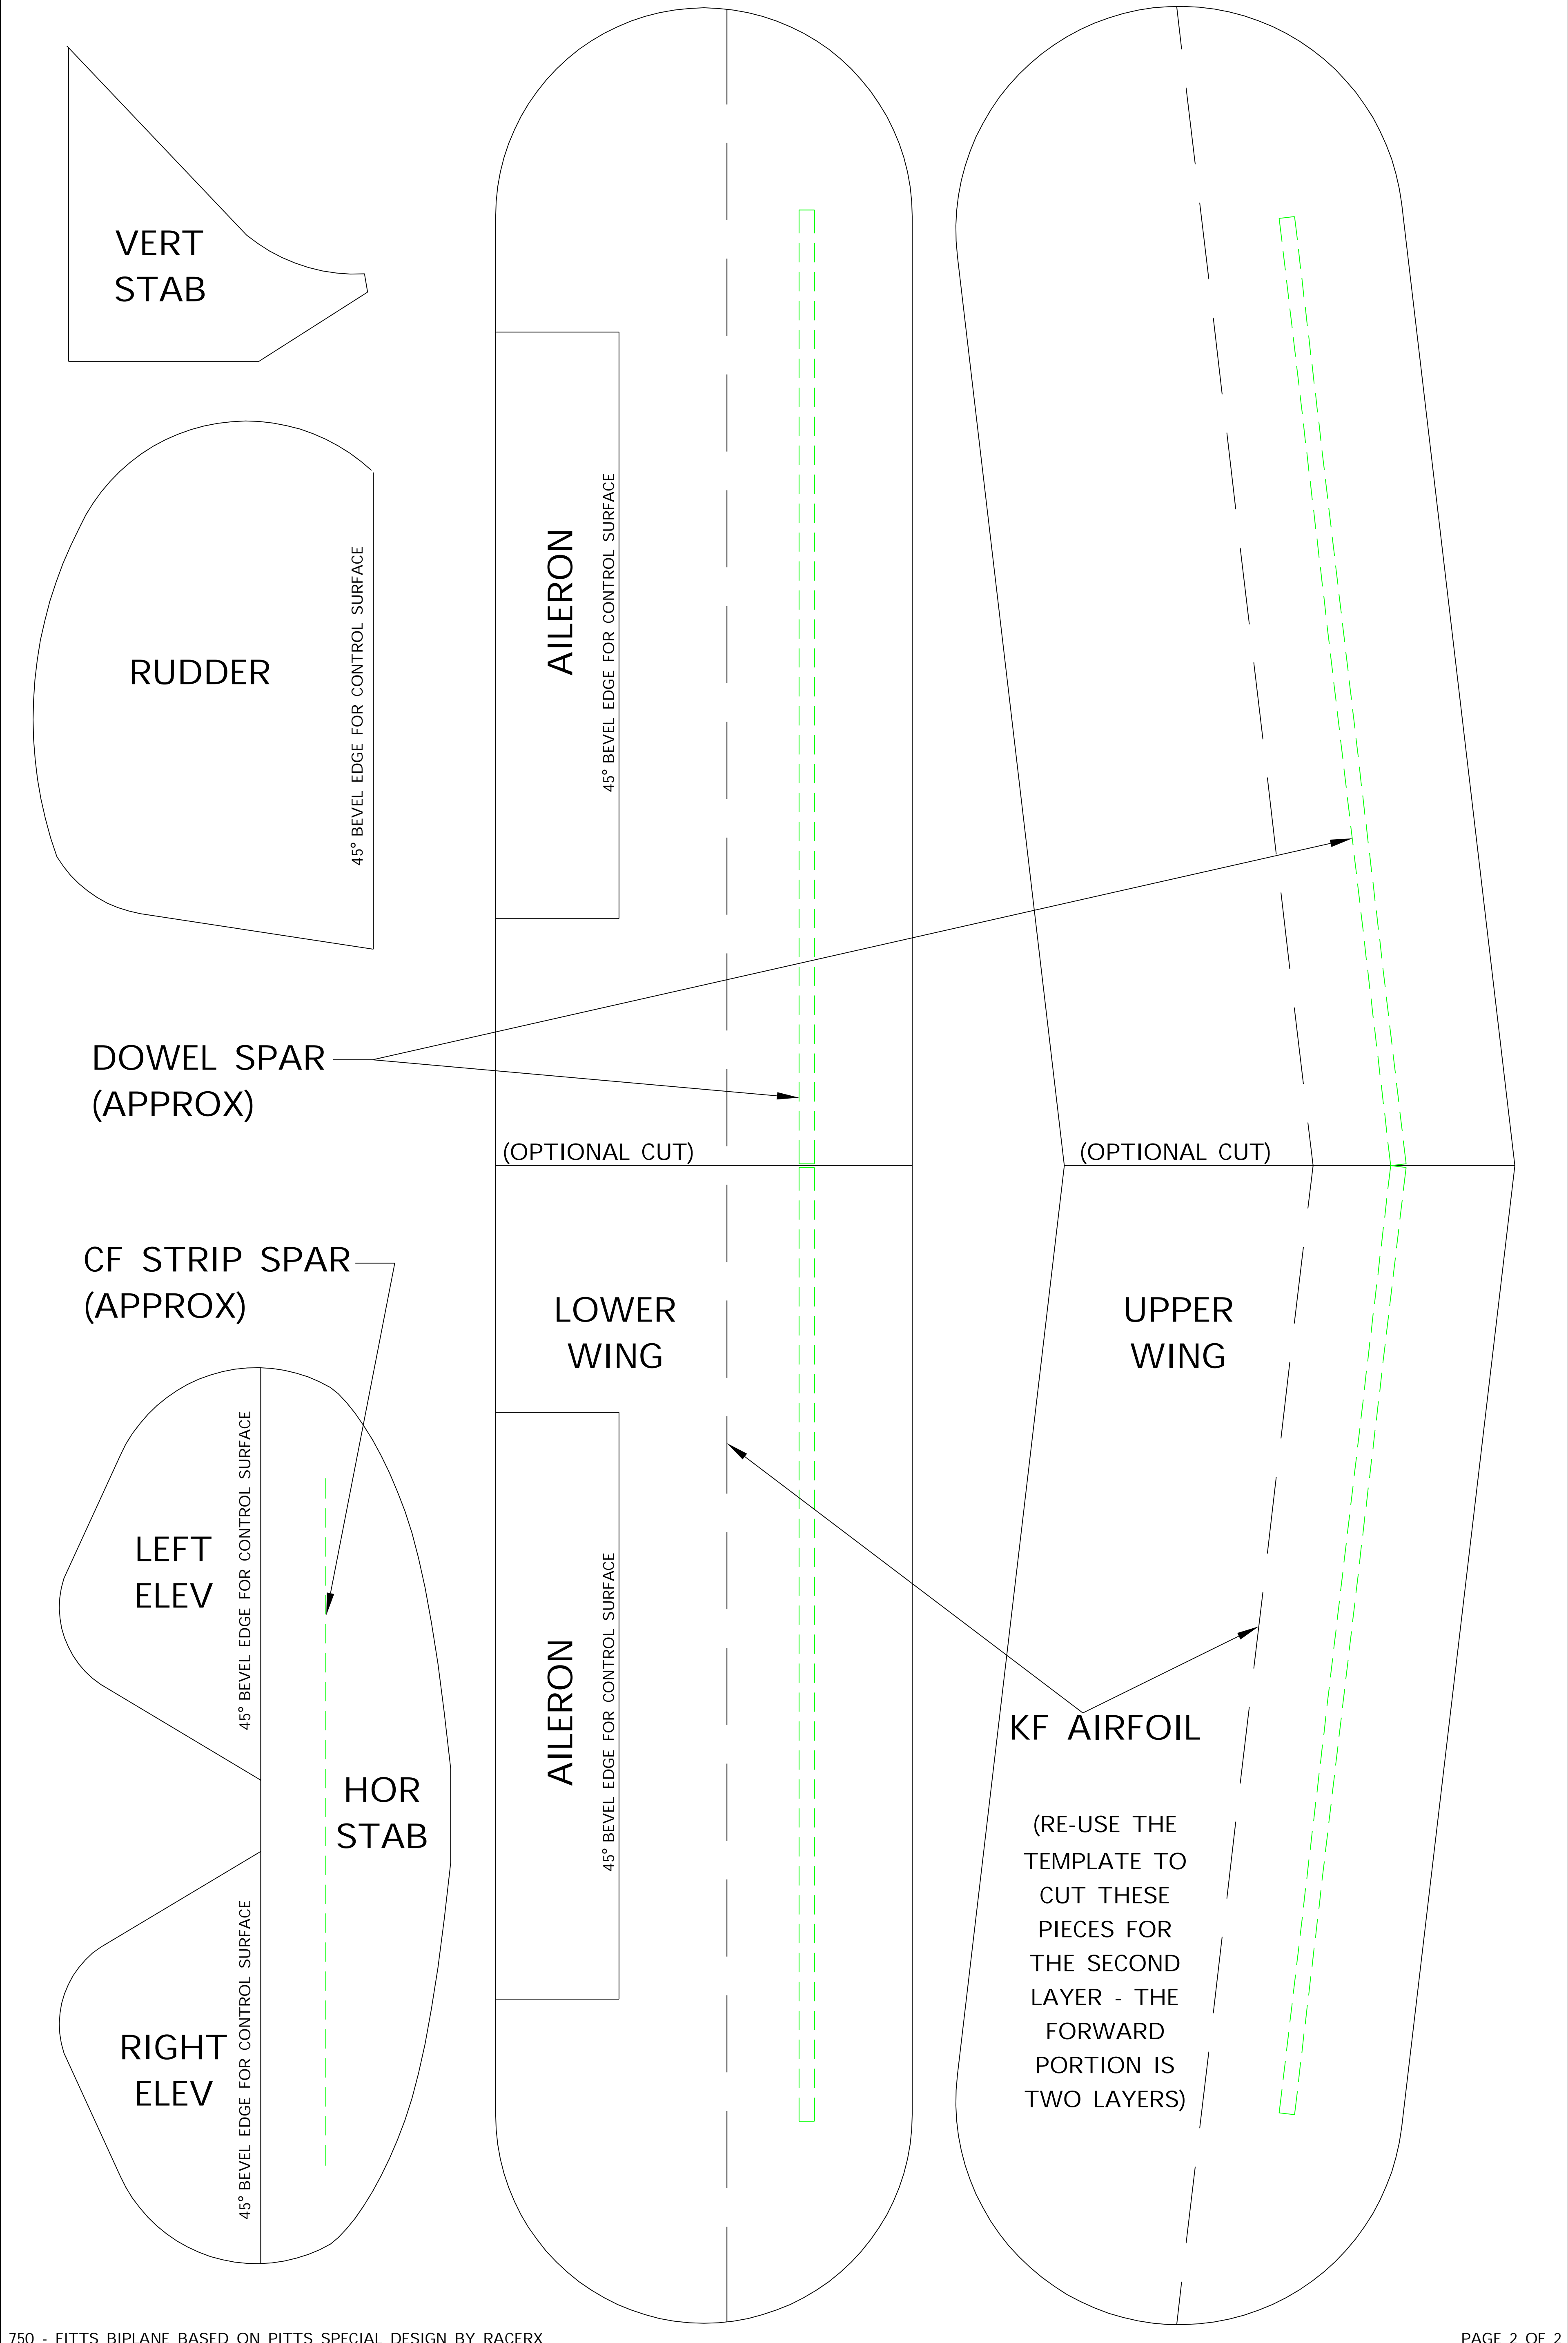 VERT
STAB
RUDDER
45° BEVEL EDGE FOR CONTROL SURFACE
AILERON
45° BEVEL EDGE FOR CONTROL SURFACE
DOWEL SPAR
(APPROX)
(OPTIONAL CUT)
(OPTIONAL CUT)
CF STRIP SPAR
(APPROX)
LOWER
WING
UPPER
WING
LEFT
ELEV
45° BEVEL EDGE FOR CONTROL SURFACE
HOR
STAB
RIGHT
ELEV
45° BEVEL EDGE FOR CONTROL SURFACE
AILERON
45° BEVEL EDGE FOR CONTROL SURFACE
KF AIRFOIL
(RE-USE THE
TEMPLATE TO
CUT THESE
PIECES FOR
THE SECOND
LAYER - THE
FORWARD
PORTION IS
TWO LAYERS)
750 - FITTS BIPLANE BASED ON PITTS SPECIAL DESIGN BY RACERX
PAGE 2 OF 2